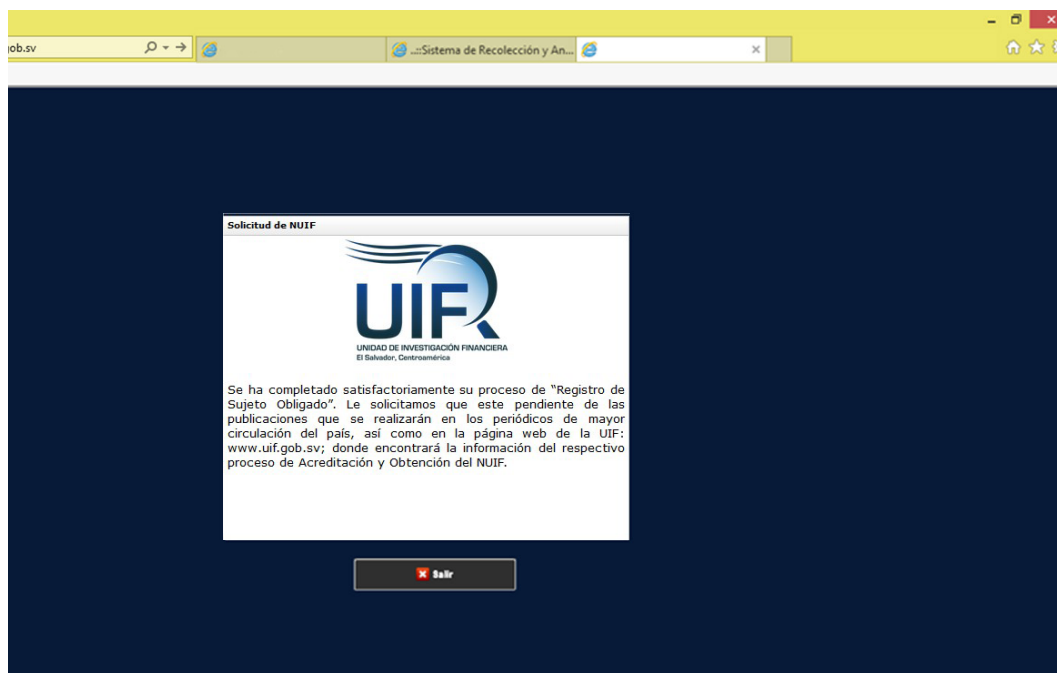 ob.sv
..::Sistema de Recolección y An...
Solicitud de NUIF
UIF
UNIDAD DE INVESTIGACIÓN FINANCIERA
El Salvador, Centroamérica
Se ha completado satisfactoriamente su proceso de “Registro de
Sujeto Obligado”. Le solicitamos que este pendiente de las
publicaciones que se realizarán en los periódicos de mayor
circulación del país, así como en la página web de la UIF:
www.uif.gob.sv; donde encontrará la información del respectivo
proceso de Acreditación y Obtención del NUIF.
Salir